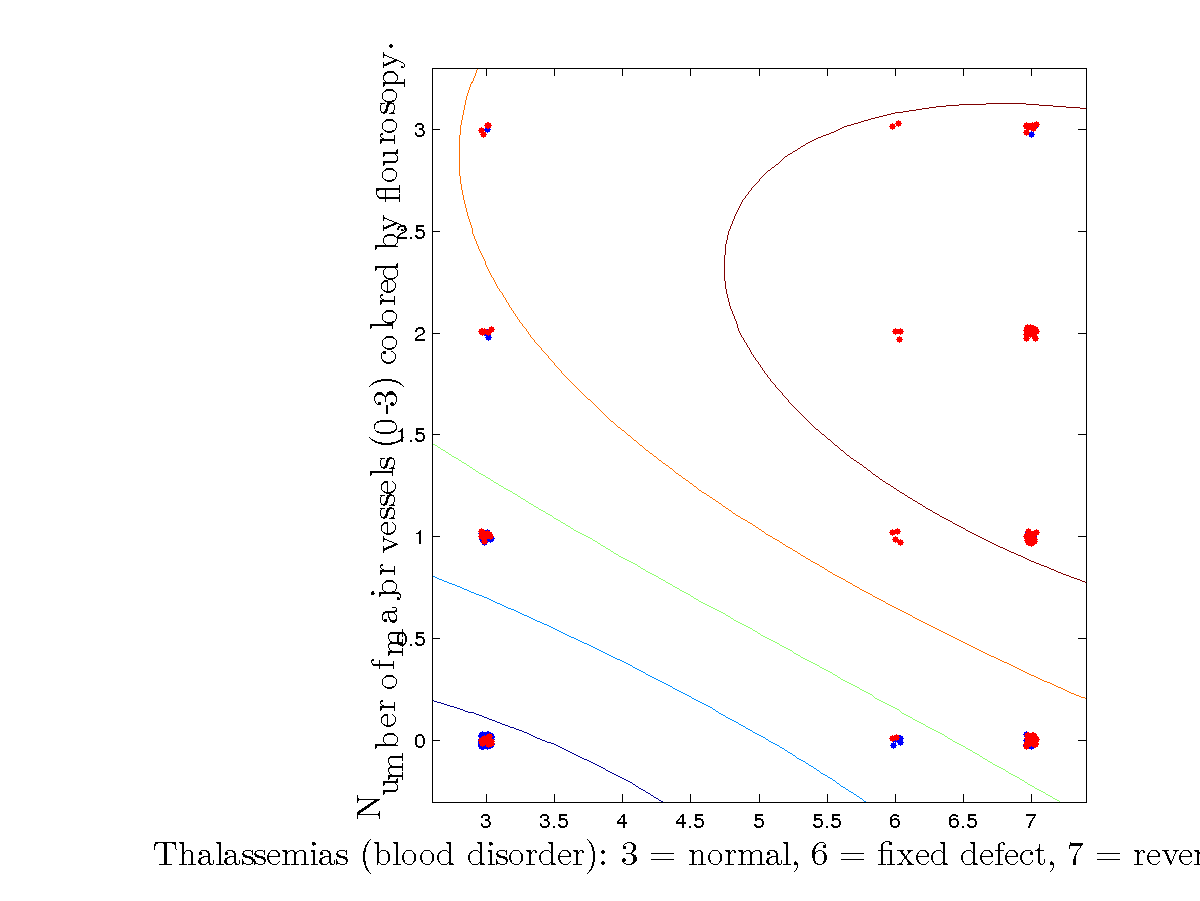 Number of major vessels (0-3) colored by flourosopy.
3
2.5
2
1.5
1
0.5
0
3 3.5 4 4.5 5 5.5 6 6.5 7
Thalassemias (blood disorder): 3 = normal, 6 = fixed defect, 7 = rever